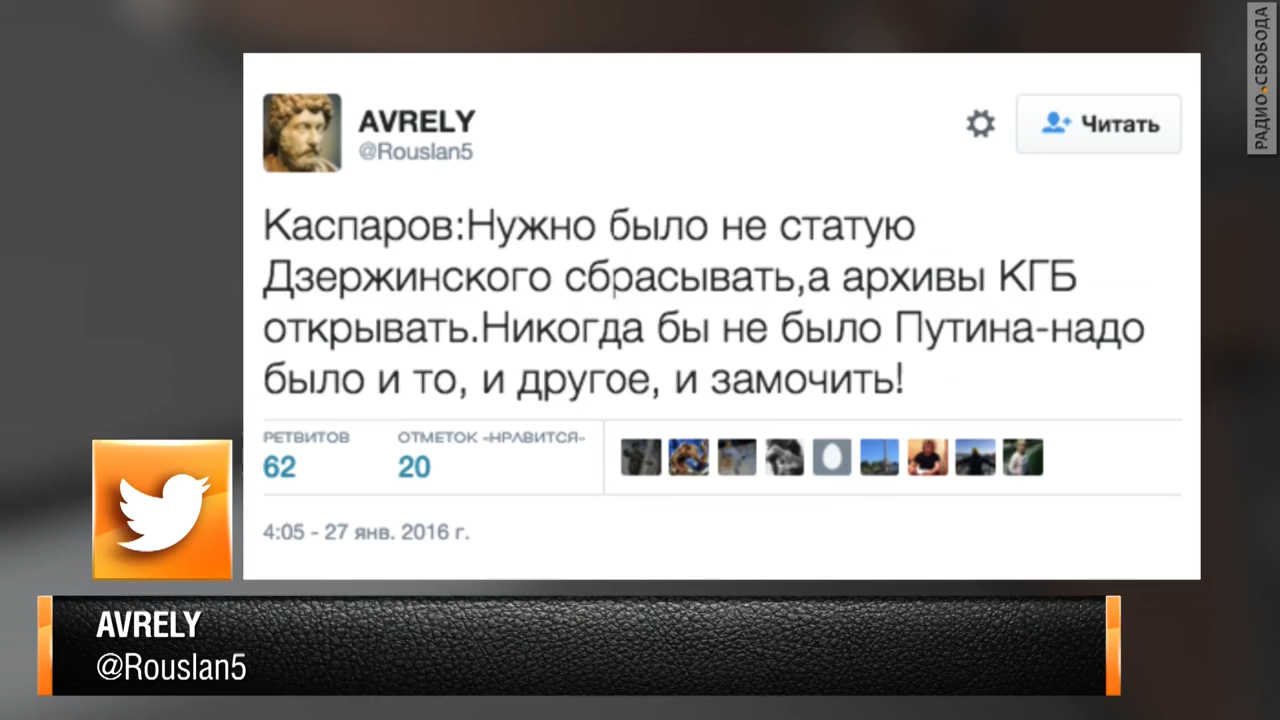 РАДИО СВОБОДА
AVRELY
@Rouslan5
Читать
Каспаров:Нужно было не статую
Дзержинского сбрасывать,а архивы КГБ
открывать.Никогда бы не было Путина-надо
было и то, и другое, и замочить!
РЕТВИТОВ
62
ОТМЕТОК «НРАВИТСЯ»
20
4:05 - 27 янв. 2016 г.
AVRELY
@Rouslan5